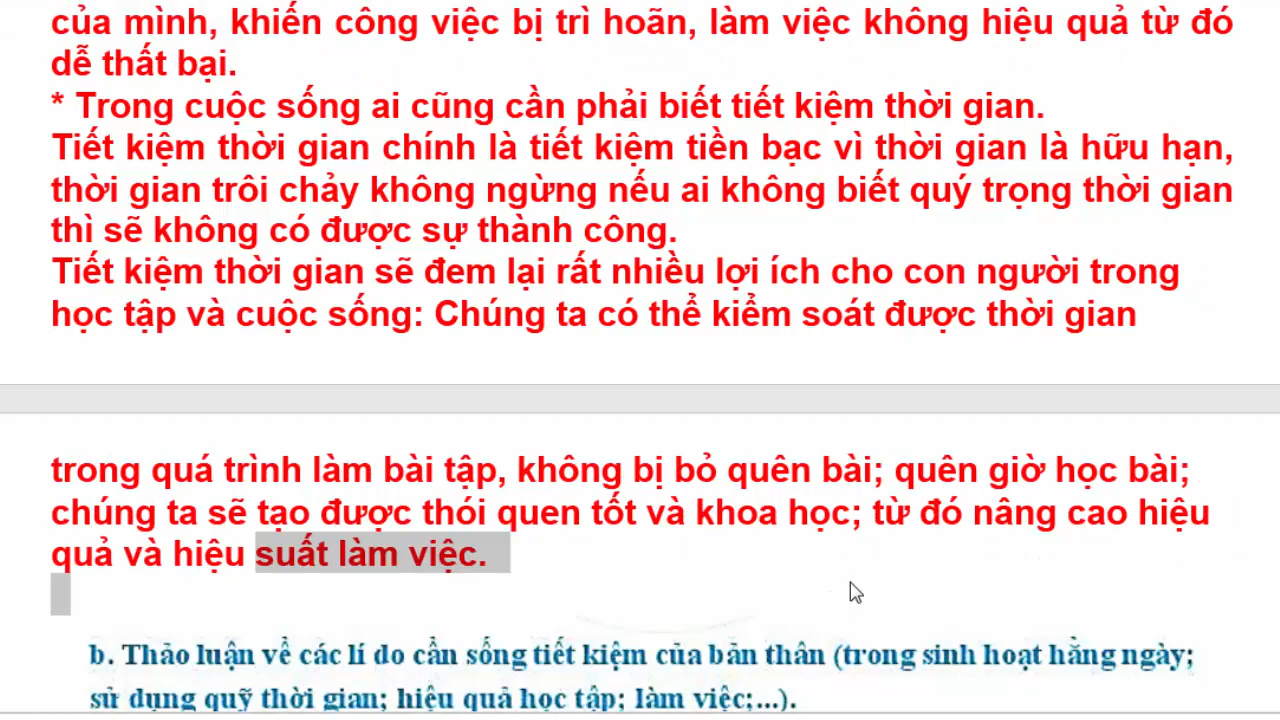 của mình, khiến công việc bị trì hoãn, làm việc không hiệu quả từ đó
dễ thất bại.
* Trong cuộc sống ai cũng cần phải biết tiết kiệm thời gian.
Tiết kiệm thời gian chính là tiết kiệm tiền bạc vì thời gian là hữu hạn,
thời gian trôi chảy không ngừng nếu ai không biết quý trọng thời gian
thì sẽ không có được sự thành công.
Tiết kiệm thời gian sẽ đem lại rất nhiều lợi ích cho con người trong
học tập và cuộc sống: Chúng ta có thể kiểm soát được thời gian
trong quá trình làm bài tập, không bị bỏ quên bài; quên giờ học bài;
chúng ta sẽ tạo được thói quen tốt và khoa học; từ đó nâng cao hiệu
quả và hiệu suất làm việc.
b. Thảo luận về các lí do cần sống tiết kiệm của bản thân (trong sinh hoạt hằng ngày;
sử dụng quỹ thời gian; hiệu quả học tập; làm việc;...).